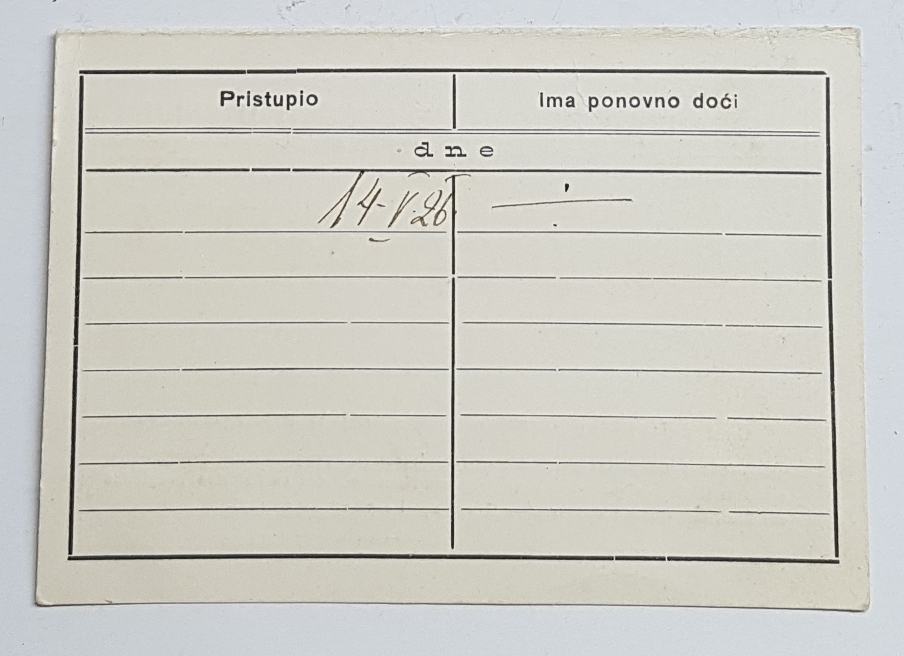 Pristupio Ima ponovno doći
dne
14-V.26 ÷